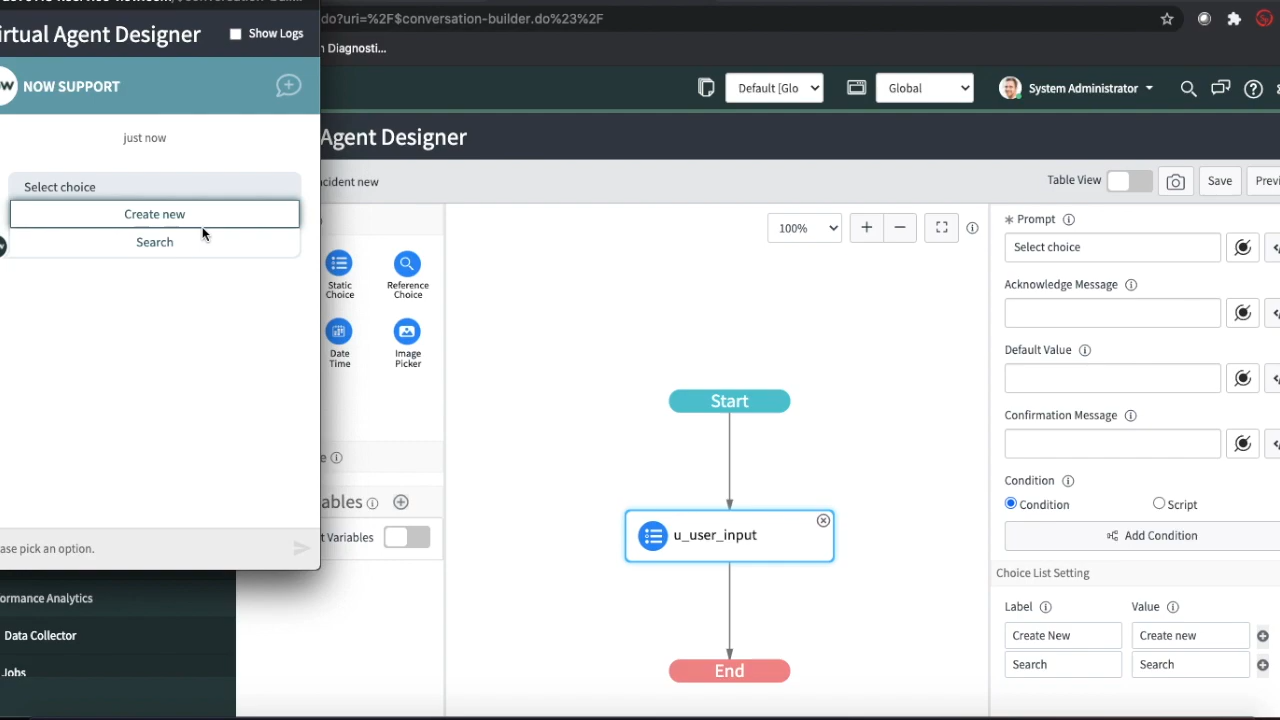 do?uri=%2F$conversation-builder.do%23%2F
irtual Agent Designer
Show Logs
n Diagnosti...
NOW SUPPORT
Default [Glo
Global
System Administrator
just now
Agent Designer
ncident new
Table View
Save
Previ
Select choice
Create new
Search
100%
Static Choice
Reference Choice
Date Time
Image Picker
Start
u_user_input
End
ables
t Variables
ase pick an option.
ormance Analytics
Data Collector
Jobs
* Prompt
Select choice
Acknowledge Message
Default Value
Confirmation Message
Condition
Condition
Script
Add Condition
Choice List Setting
Label
Value
Create New
Create new
Search
Search